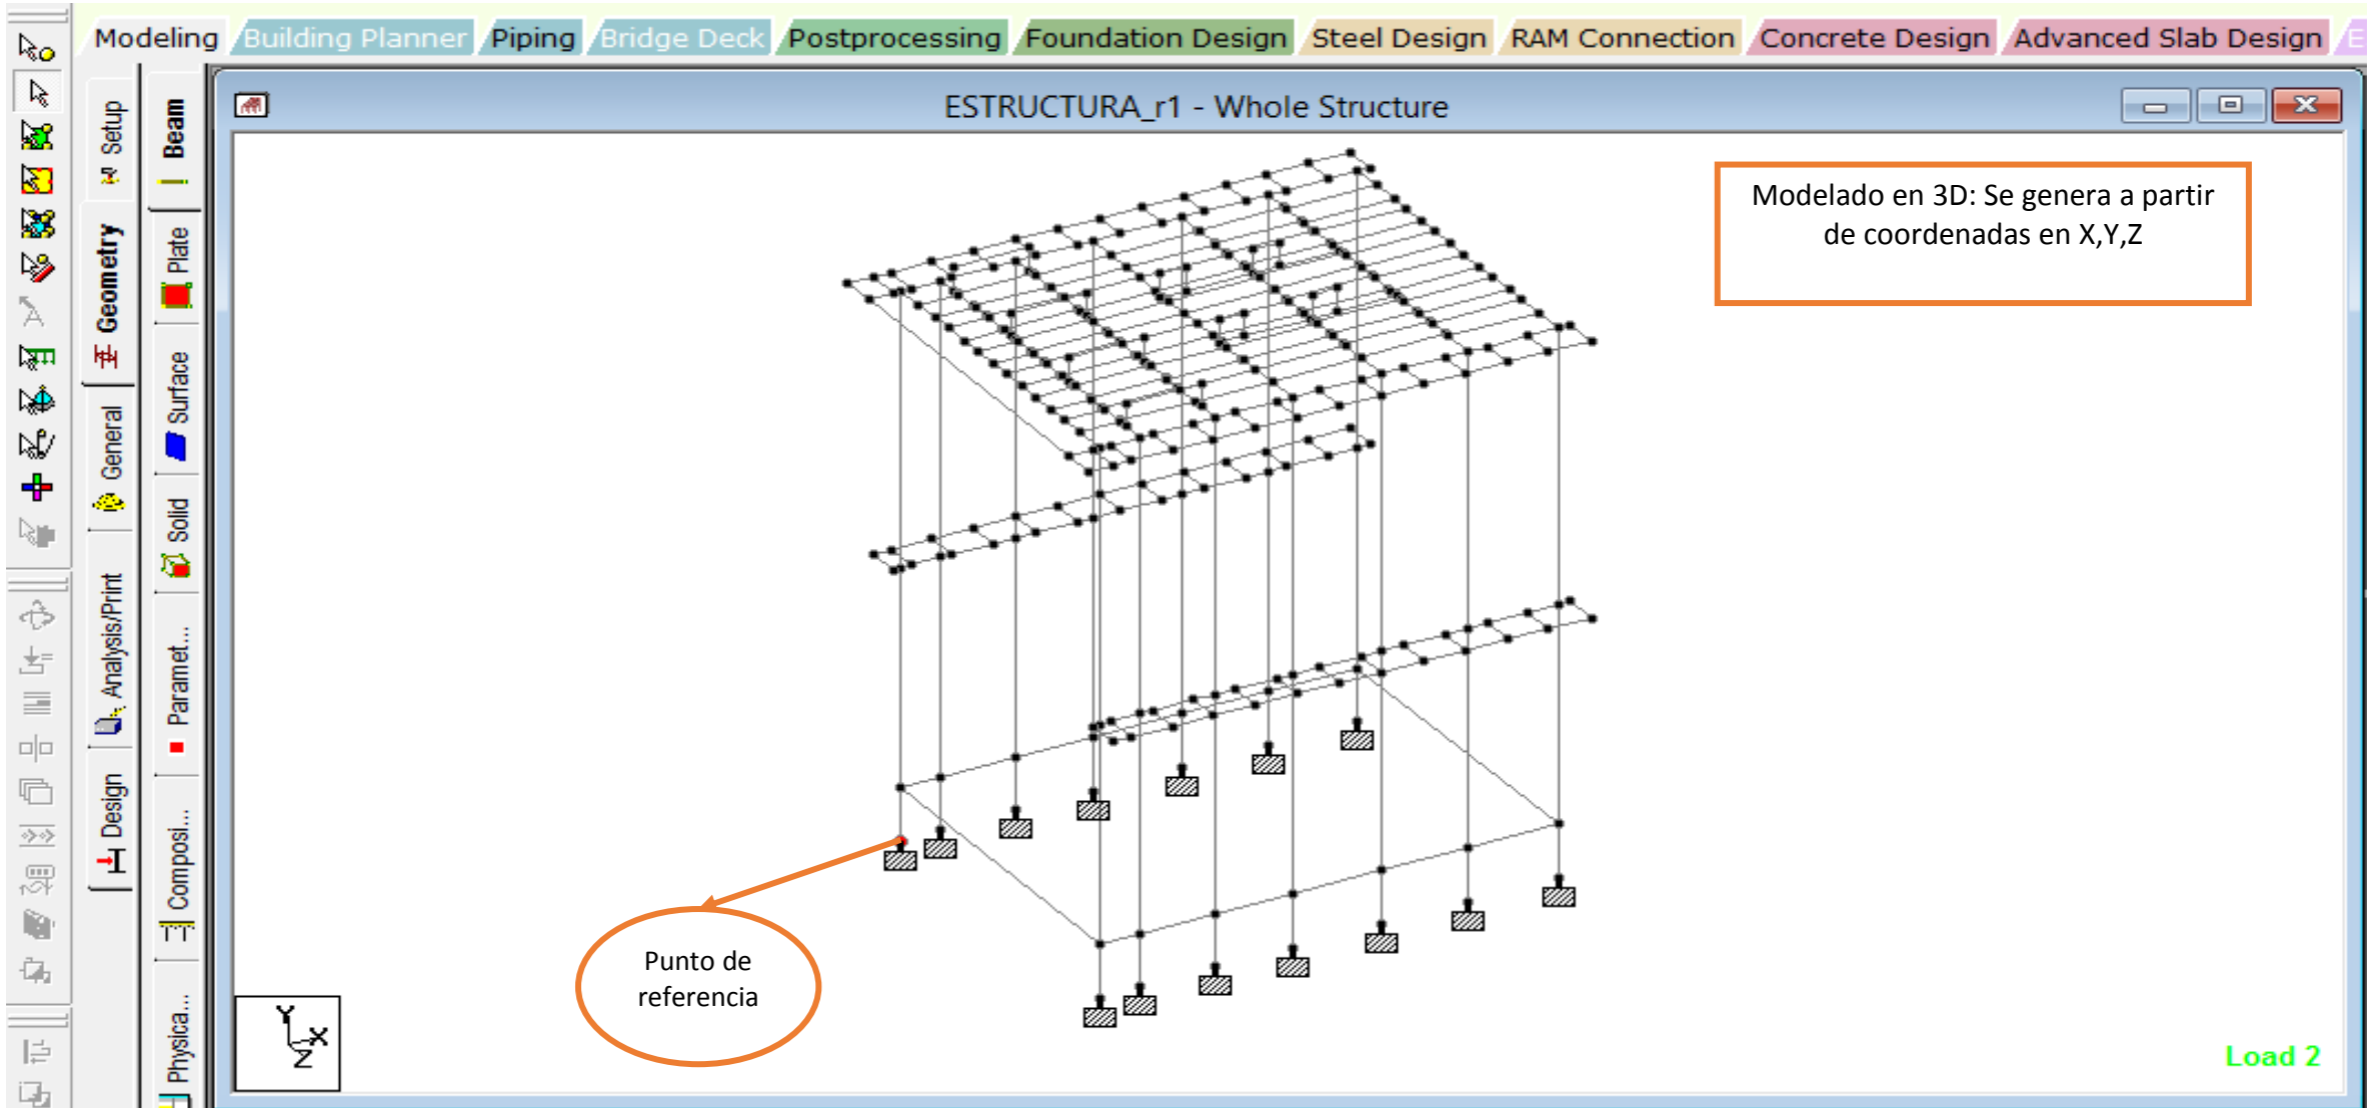 Modeling Building Planner Piping Bridge Deck Postprocessing Foundation Design Steel Design RAM Connection Concrete Design Advanced Slab Design E
Setup
Geometry
General
Analysis/Print
Design
Beam
Plate
Surface
Solid
Paramet...
Composi...
Physica...
ESTRUCTURA_r1 - Whole Structure
Modelado en 3D: Se genera a partir
de coordenadas en X,Y,Z
Punto de
referencia
Y
X
Z
Load 2